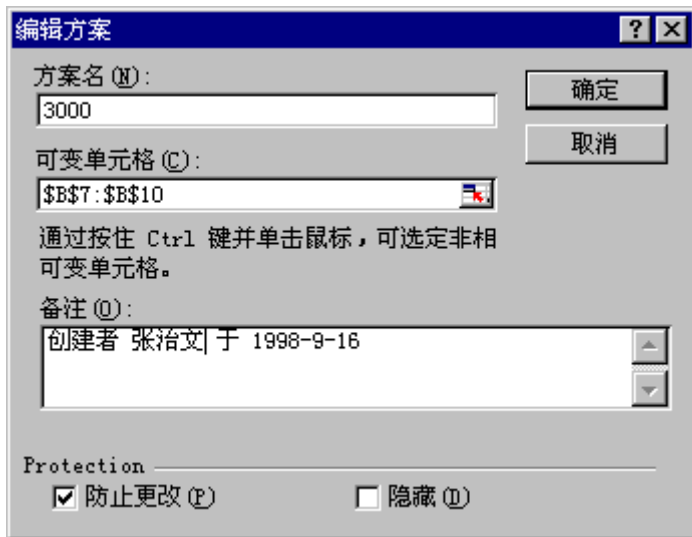 编辑方案
方案名(N):
确定
3000
取消
可变单元格(C):
$B$7:$B$10
通过按住 Ctrl 键并单击鼠标，可选定非相
可变单元格。
备注(O):
创建者 张治文 于 1998-9-16
Protection
防止更改(P)
隐藏(D)